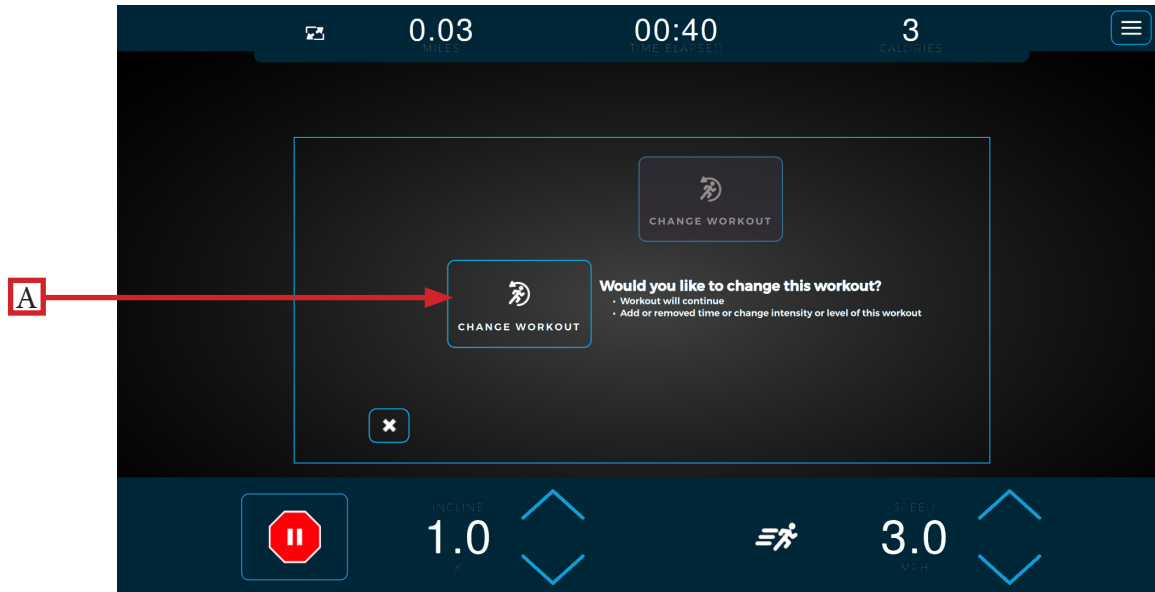 0.03
MILES
00:40
TIME ELAPSED
3
CALORIES
CHANGE WORKOUT
A
CHANGE WORKOUT
Would you like to change this workout?
• Workout will continue
• Add or removed time or change intensity or level of this workout
INCLINE
1.0
SPEED
3.0
MPH